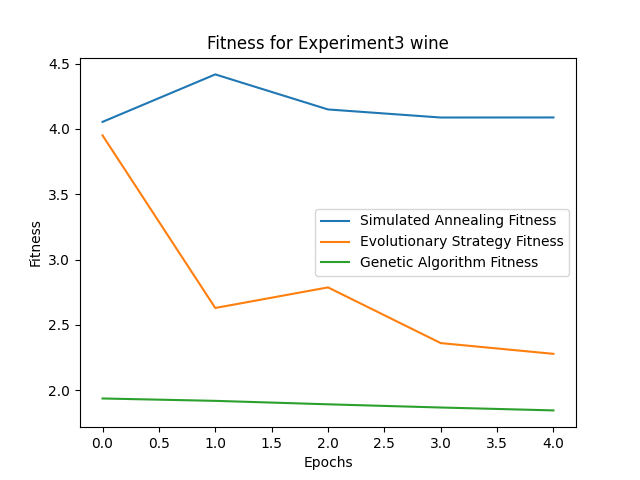 Fitness for Experiment3 wine
4.5
4.0
3.5
3.0
2.5
2.0
Fitness
Simulated Annealing Fitness
Evolutionary Strategy Fitness
Genetic Algorithm Fitness
0.0 0.5 1.0 1.5 2.0 2.5 3.0 3.5 4.0
Epochs